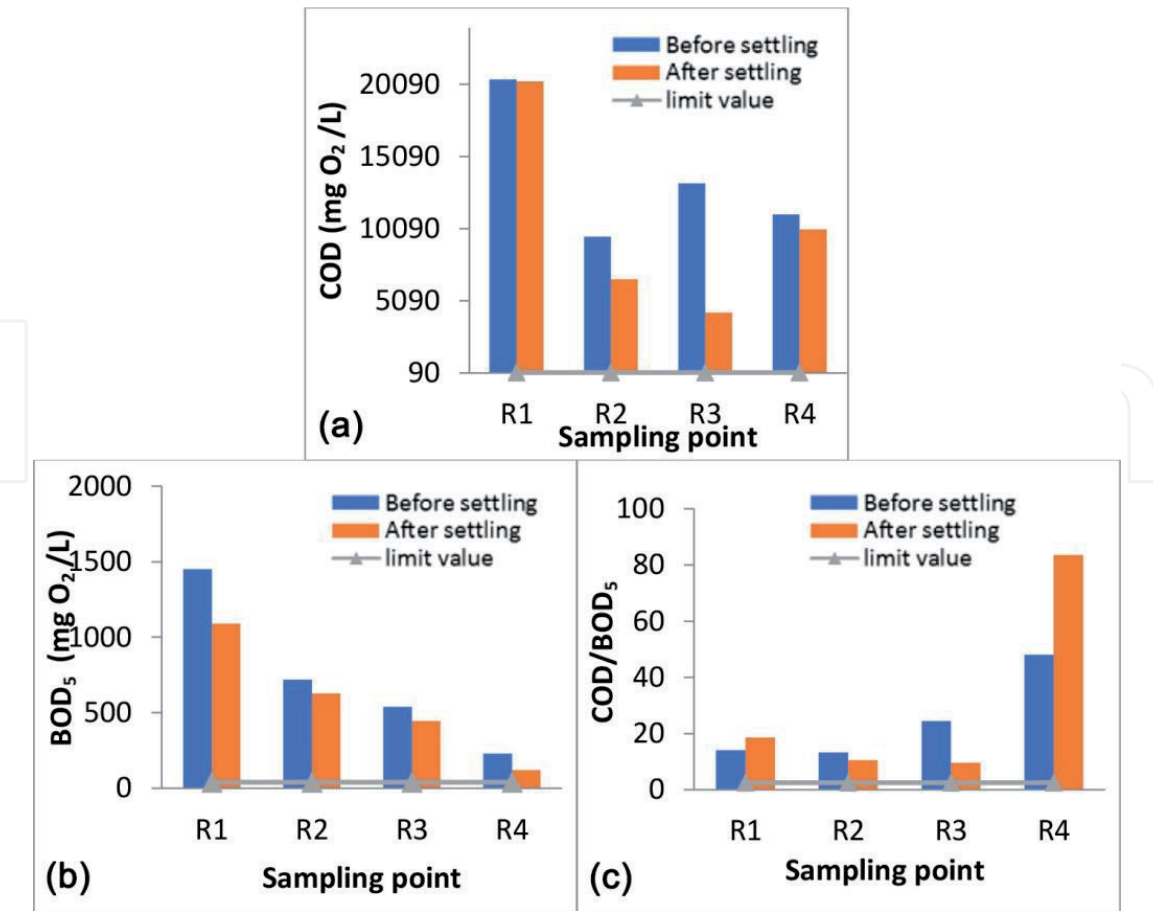 Before settling
After settling
limit value
COD (mg O₂ /L)
20090
15090
10090
5090
90
R1 R2 R3 R4
Sampling point
(a)
BOD₅ (mg O₂/L)
2000
1500
1000
500
0
Before settling
After settling
limit value
R1 R2 R3 R4
Sampling point
(b)
COD/BOD₅
100
80
60
40
20
0
Before settling
After settling
limit value
R1 R2 R3 R4
Sampling point
(c)